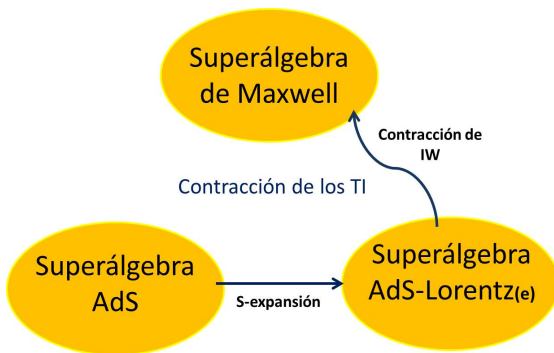 Superálgebra
de Maxwell
Contracción de
IW
Contracción de los TI
Superálgebra
AdS
S-expansión
Superálgebra
AdS-Lorentz(e)